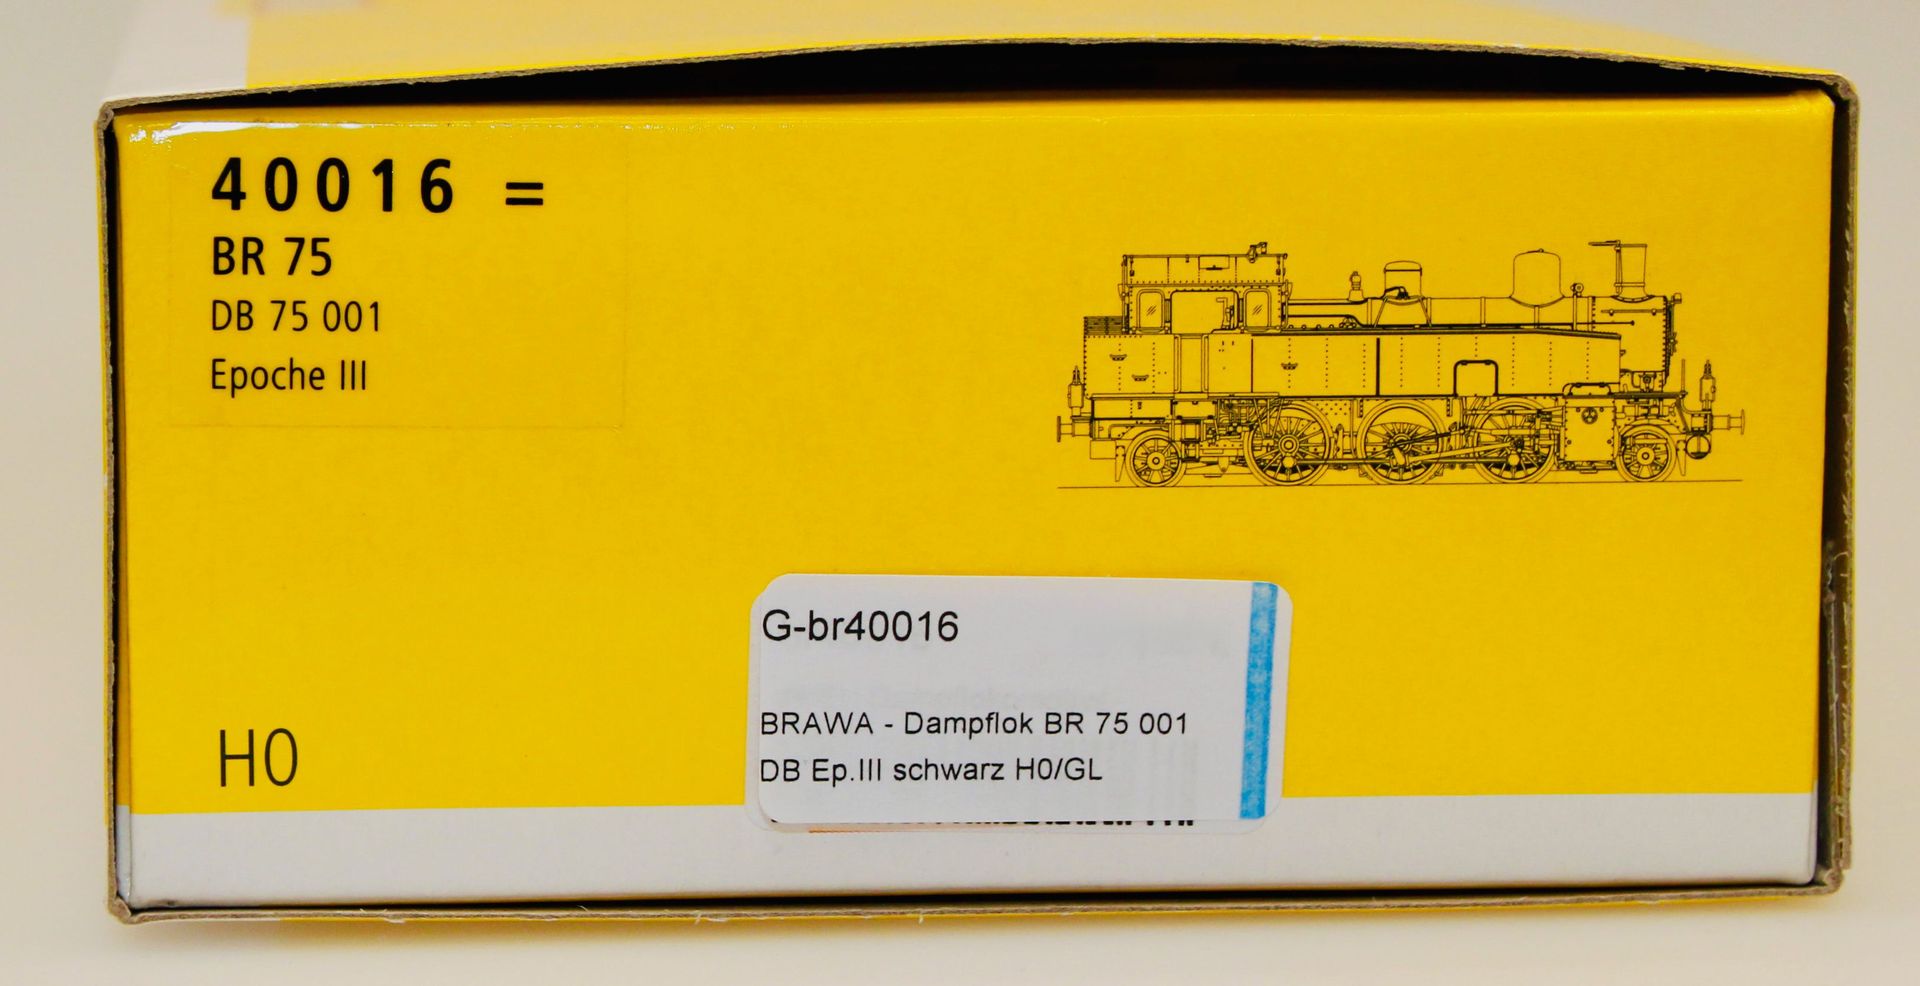 40016 =
BR 75
DB 75 001
Epoche III
H0
G-br40016
BRAWA - Dampflok BR 75 001
DB Ep.III schwarz H0/GL